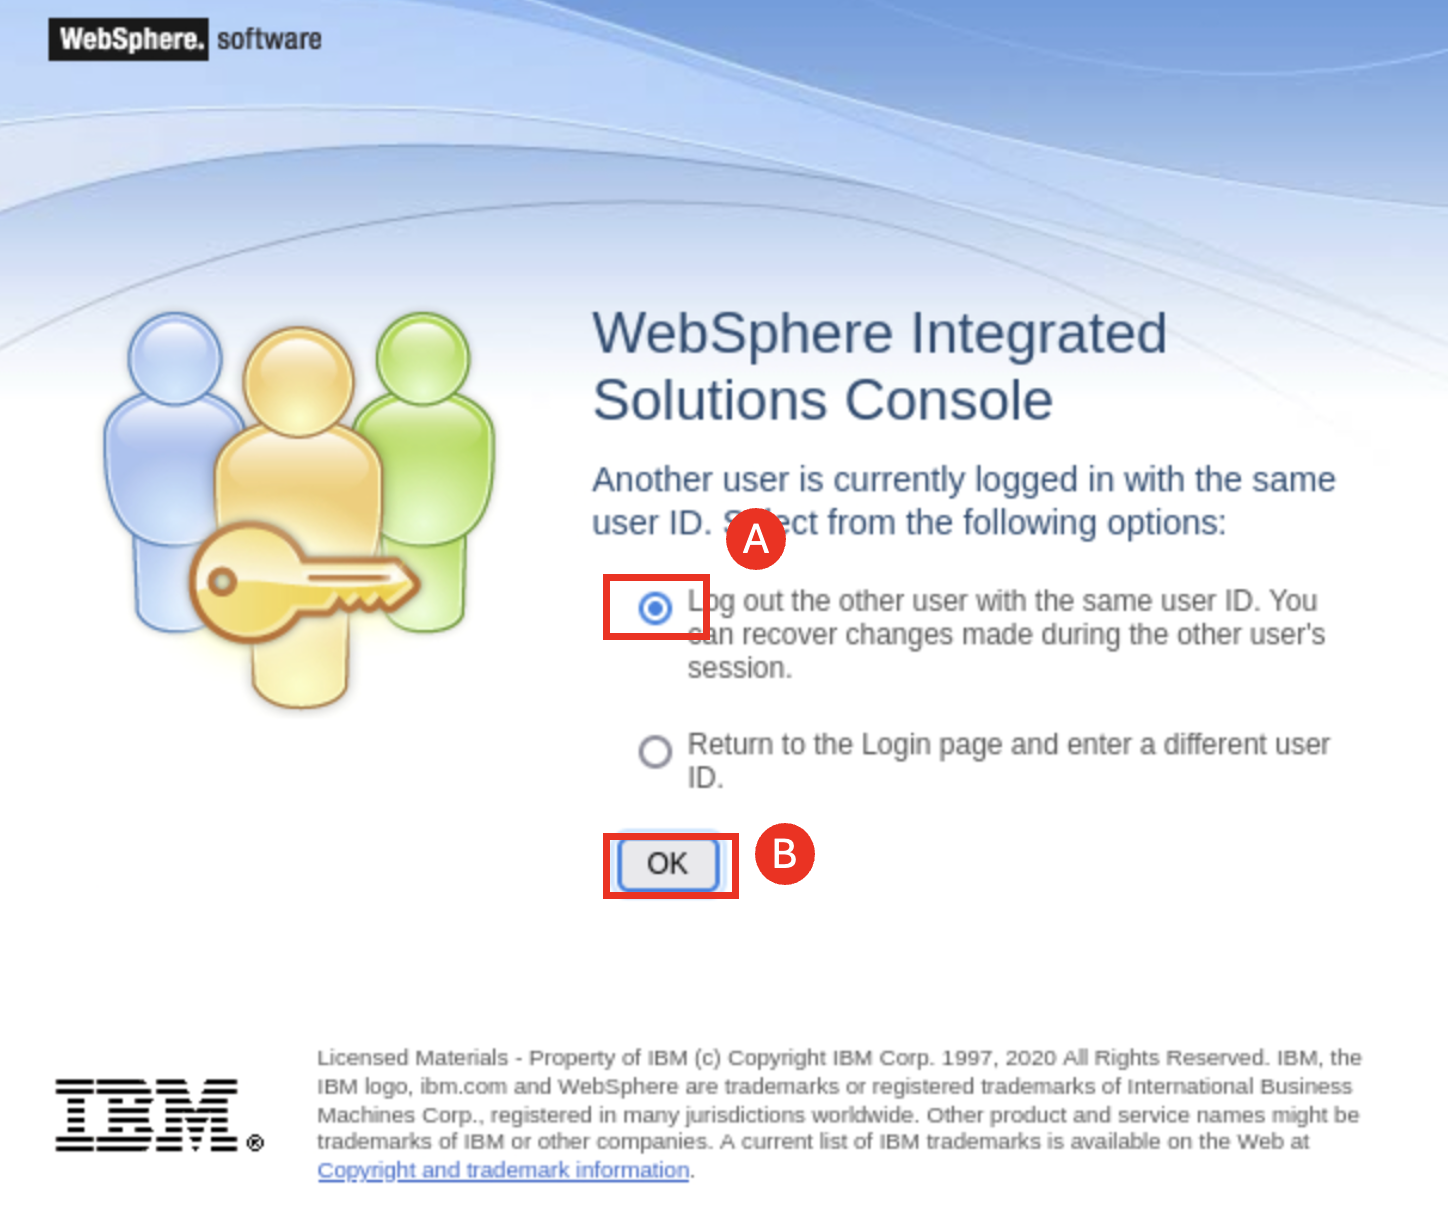 WebSphere. software
WebSphere Integrated
Solutions Console
Another user is currently logged in with the same
user ID. S ect from the following options:
A
Log out the other user with the same user ID. You
can recover changes made during the other user's
session.
Return to the Login page and enter a different user
ID.
OK
B
IBM®
Licensed Materials - Property of IBM (c) Copyright IBM Corp. 1997, 2020 All Rights Reserved. IBM, the
IBM logo, ibm.com and WebSphere are trademarks or registered trademarks of International Business
Machines Corp., registered in many jurisdictions worldwide. Other product and service names might be
trademarks of IBM or other companies. A current list of IBM trademarks is available on the Web at
Copyright and trademark information.